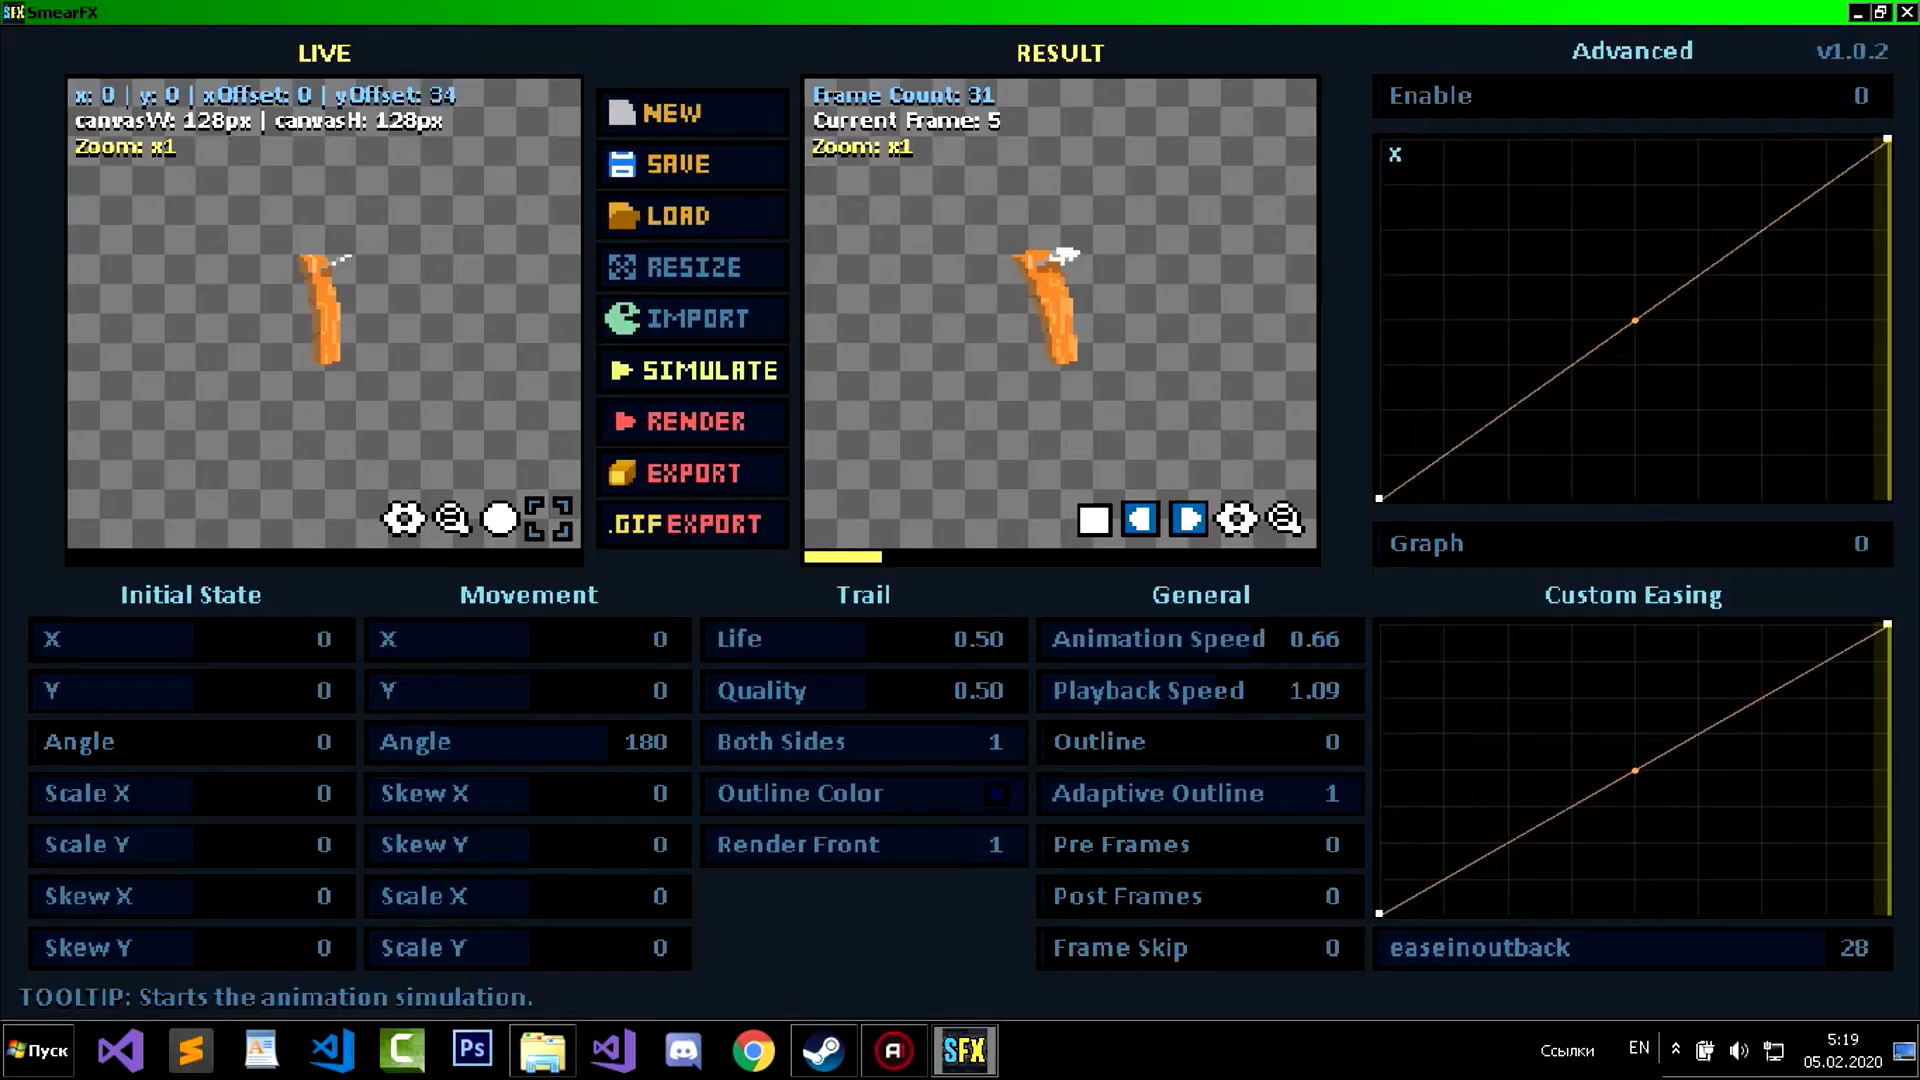 SFX SmearFX
LIVE
x: 0 | y: 0 | xOffset: 0 | yOffset: 34
canvasW: 128px | canvasH: 128px
Zoom: x1
NEW
SAVE
LOAD
RESIZE
IMPORT
SIMULATE
RENDER
EXPORT
.GIF EXPORT
RESULT
Frame Count: 31
Current Frame: 5
Zoom: x1
Advanced v1.0.2
Enable 0
X
Graph 0
Initial State
X 0
Y 0
Angle 0
Scale X 0
Scale Y 0
Skew X 0
Skew Y 0
Movement
X 0
Y 0
Angle 180
Skew X 0
Skew Y 0
Scale X 0
Scale Y 0
Trail
Life 0.50
Quality 0.50
Both Sides 1
Outline Color
Render Front 1
General
Animation Speed 0.66
Playback Speed 1.09
Outline 0
Adaptive Outline 1
Pre Frames 0
Post Frames 0
Frame Skip 0
Custom Easing
easeinoutback 28
TOOLTIP: Starts the animation simulation.
Пуск
Ps
SFX
Ссылки
EN
5:19
05.02.2020